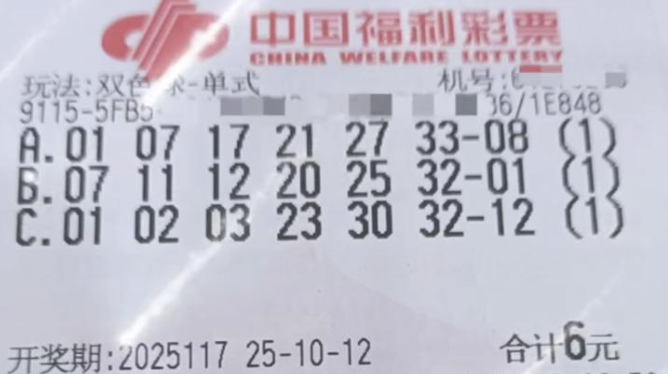 中国福利彩票
CHINA WELFARE LOTTERY
玩法:双色球-单式 机号:
9115-5FB5 36/1E848
A.01 07 17 21 27 33-08 (1)
B.07 11 12 20 25 32-01 (1)
C.01 02 03 23 30 32-12 (1)
开奖期:2025117 25-10-12 合计6元